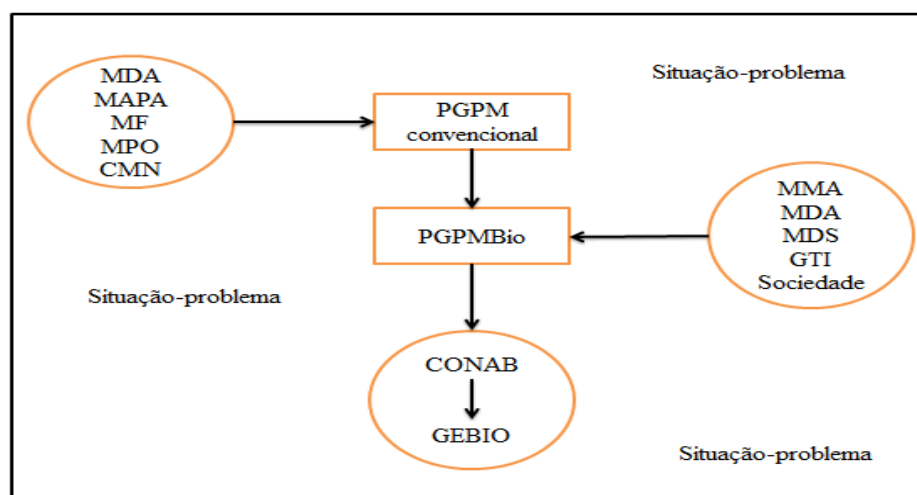 MDA
MAPA
MF
MPO
CMN
PGPM
convencional
Situação-problema
PGPMBio
MMA
MDA
MDS
GTI
Sociedade
Situação-problema
CONAB
GEBIO
Situação-problema